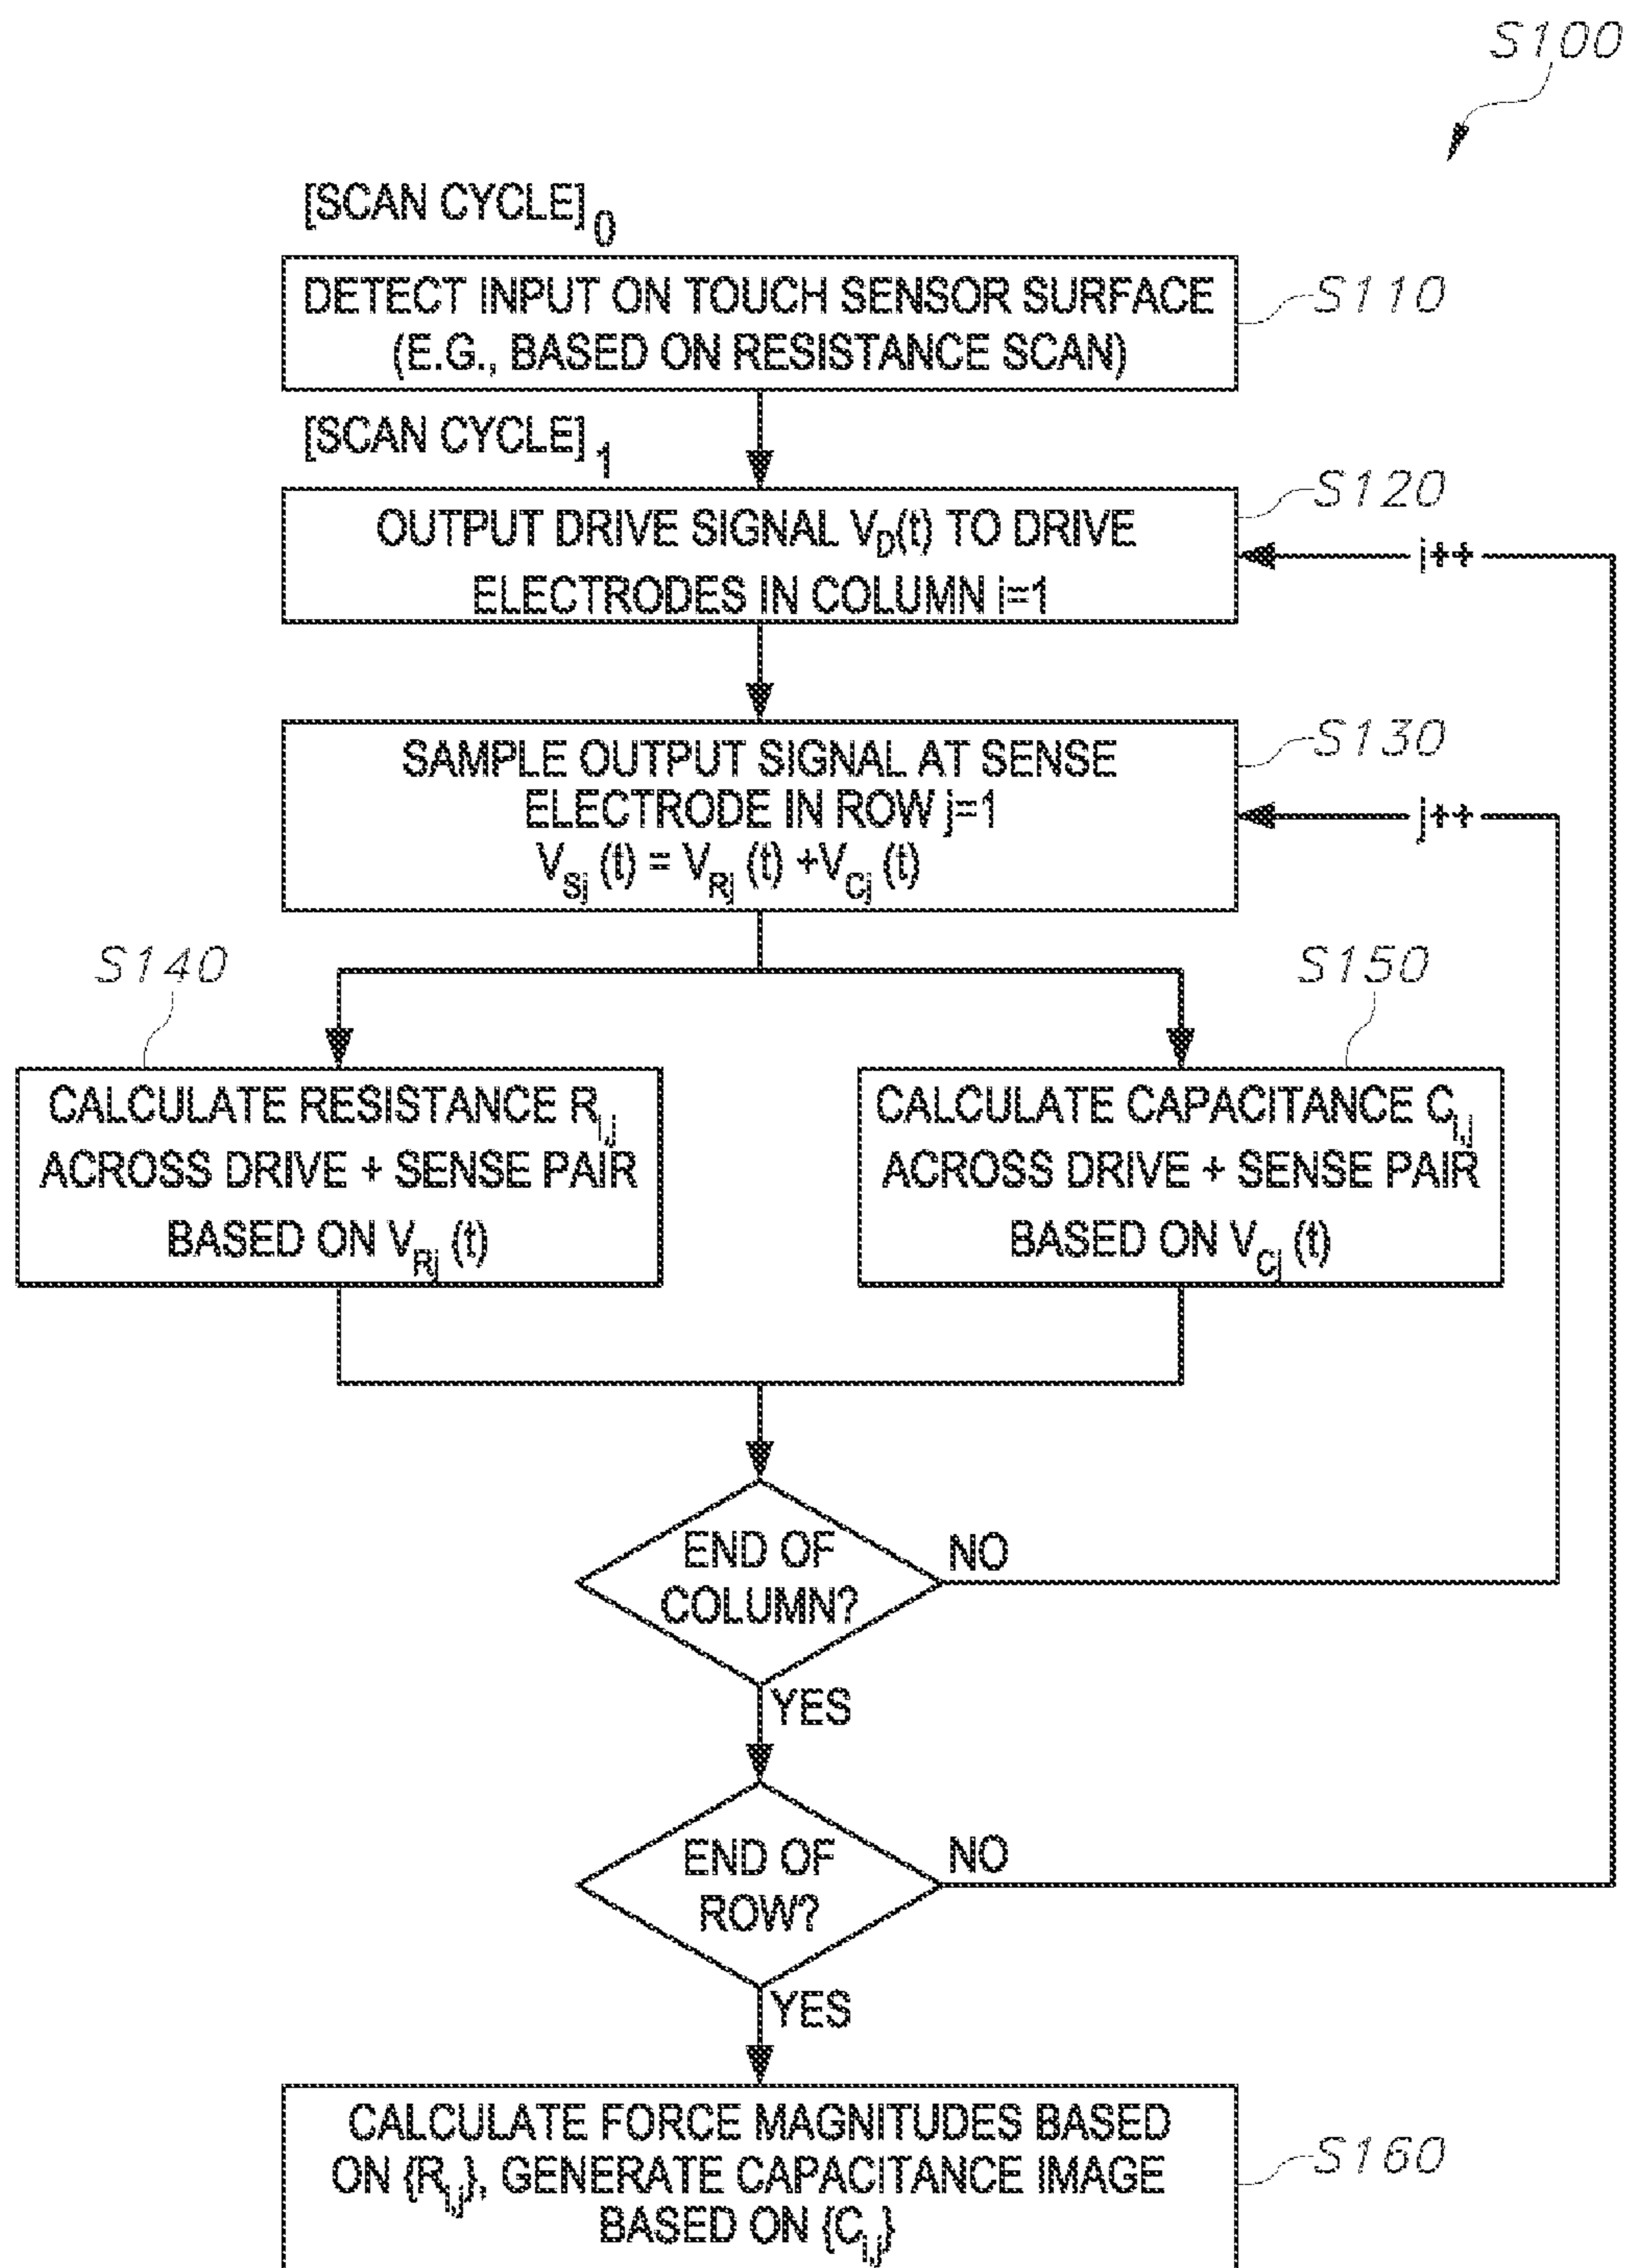 S100
[SCAN CYCLE]0
DETECT INPUT ON TOUCH SENSOR SURFACE
(E.G., BASED ON RESISTANCE SCAN)
S110
[SCAN CYCLE]1
OUTPUT DRIVE SIGNAL VD(t) TO DRIVE
ELECTRODES IN COLUMN i=1
S120
i++
SAMPLE OUTPUT SIGNAL AT SENSE
ELECTRODE IN ROW j=1
VSj (t) = VRj (t) +VCj (t)
S130
j++
S140
CALCULATE RESISTANCE Ri,j
ACROSS DRIVE + SENSE PAIR
BASED ON VRj (t)
S150
CALCULATE CAPACITANCE Ci,j
ACROSS DRIVE + SENSE PAIR
BASED ON VCj (t)
END OF
COLUMN?
NO
YES
END OF
ROW?
NO
YES
CALCULATE FORCE MAGNITUDES BASED
ON {Ri,j}, GENERATE CAPACITANCE IMAGE
BASED ON {Ci,j}
S160